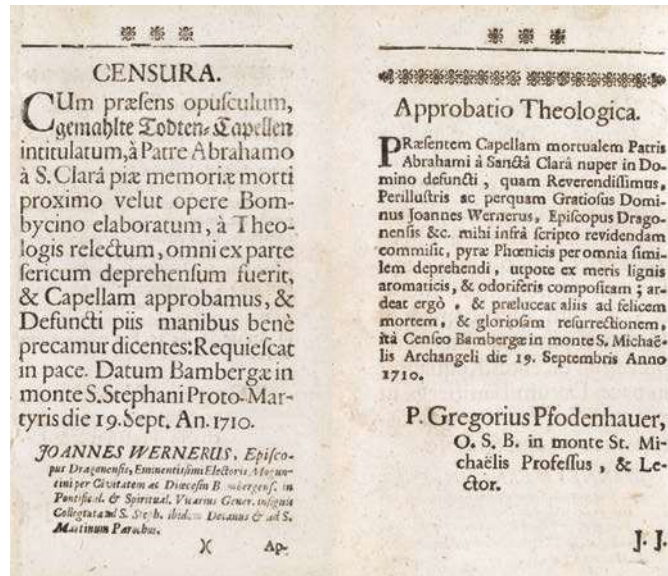 CENSURA.
CUm præsens opusculum,
gemahlte Todten-Capellen
intitulatum, à Patre Abrahamo
à S. Clarâ piæ memoriæ morti
proximo velut opere Bom-
bycino elaboratum, à Theo-
logis relectum, omni ex parte
sericum deprehensum fuerit,
& Capellam approbamus, &
Defuncti piis manibus benè
precamur dicentes: Requiescat
in pace. Datum Bambergæ in
monte S. Stephani Proto-Mar-
tyris die 19. Sept. An. 1710.
JOANNES WERNERUS, Episco-
pus Dragonensis, Eminentissimi Electoris Mogun-
tini per Civitatem ac Diœcesin Bambergens. in
Pontifical. & Spiritual. Vicarius Gener. insignis
Collegiatæ ad S. Steph. ibidem Decanus & ad S.
Martinum Parochus.
)( Ap-
Approbatio Theologica.
PRæsentem Capellam mortualem Patris
Abrahami à Sanctâ Clarâ nuper in Do-
mino defuncti, quam Reverendissimus,
Perillustris ac perquam Gratiosus Domi-
nus Joannes Wernerus, Episcopus Drago-
nensis &c. mihi infrà scripto revidendam
commisit, pyræ Phœnicis per omnia simi-
lem deprehendi, utpote ex meris lignis
aromaticis, & odoriferis compositam; ar-
deat ergò, & præluceat aliis ad felicem
mortem, & gloriosam resurrectionem,
ità Censeo Bambergæ in monte S. Michaë-
lis Archangeli die 19. Septembris Anno
1710.
P. Gregorius Pfodenhauer,
O. S. B. in monte St. Mi-
chaëlis Professus, & Le-
ctor.
J. J.